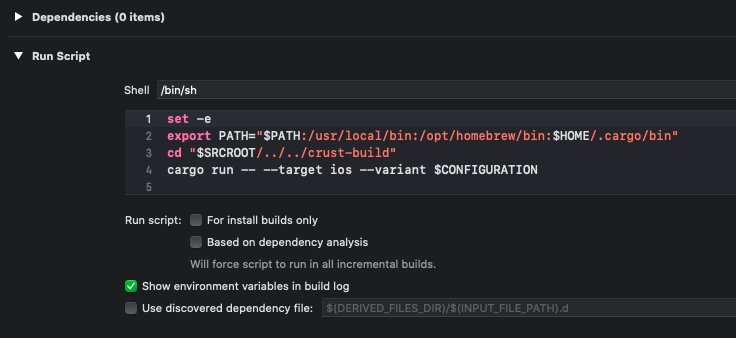 Dependencies (0 items)
Run Script
Shell /bin/sh
1 set -e
2 export PATH="$PATH:/usr/local/bin:/opt/homebrew/bin:$HOME/.cargo/bin"
3 cd "$SRCROOT/../../crust-build"
4 cargo run -- --target ios --variant $CONFIGURATION
5
Run script: For install builds only
Based on dependency analysis
Will force script to run in all incremental builds.
Show environment variables in build log
Use discovered dependency file: $(DERIVED_FILES_DIR)/$(INPUT_FILE_PATH).d